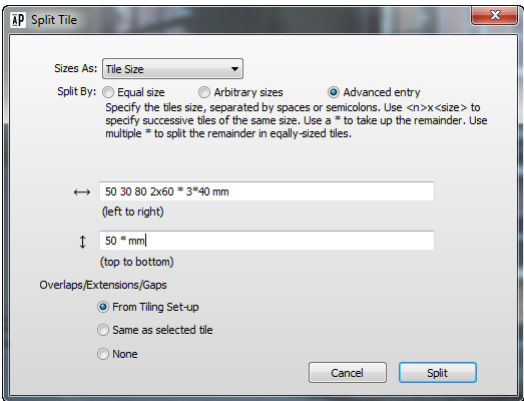 AP Split Tile
Sizes As: Tile Size
Split By: Equal size Arbitrary sizes Advanced entry
Specify the tiles size, separated by spaces or semicolons. Use <n>x<size> to
specify successive tiles of the same size. Use a * to take up the remainder. Use
multiple * to split the remainder in eqally-sized tiles.
50 30 80 2x60 * 3*40 mm
(left to right)
50 * mm
(top to bottom)
Overlaps/Extensions/Gaps
From Tiling Set-up
Same as selected tile
None
Cancel Split